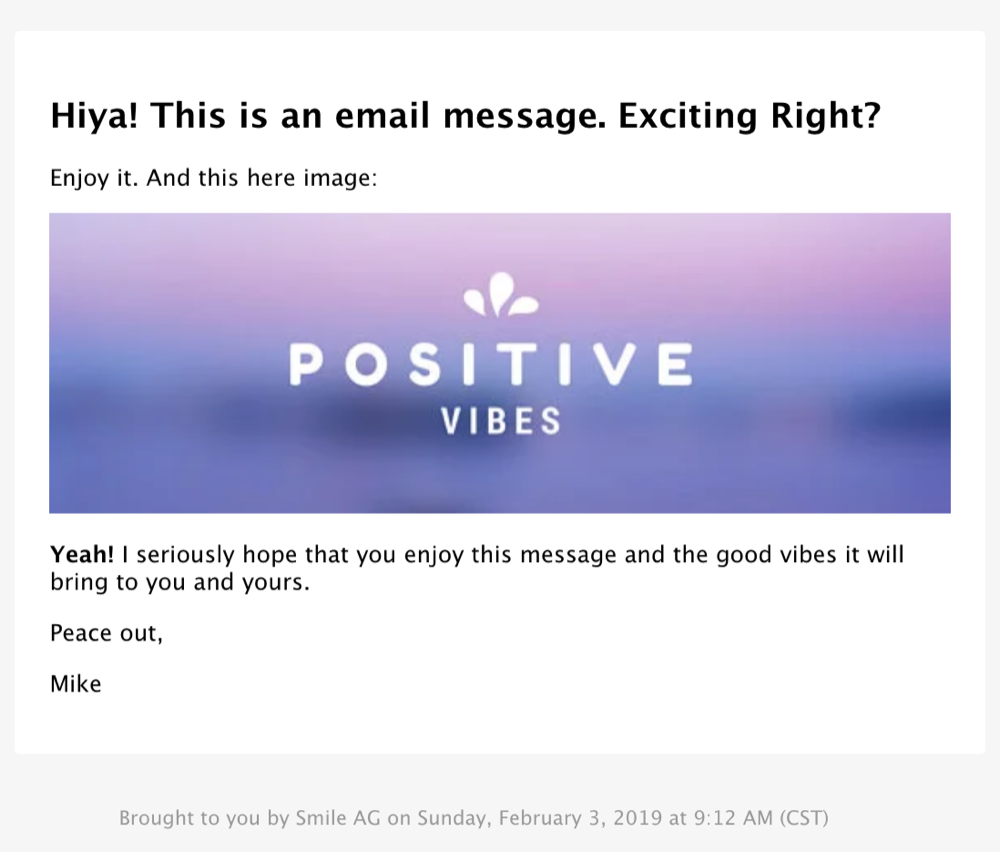 Hiya! This is an email message. Exciting Right?
Enjoy it. And this here image:
POSITIVE
VIBES
Yeah! I seriously hope that you enjoy this message and the good vibes it will
bring to you and yours.
Peace out,
Mike
Brought to you by Smile AG on Sunday, February 3, 2019 at 9:12 AM (CST)